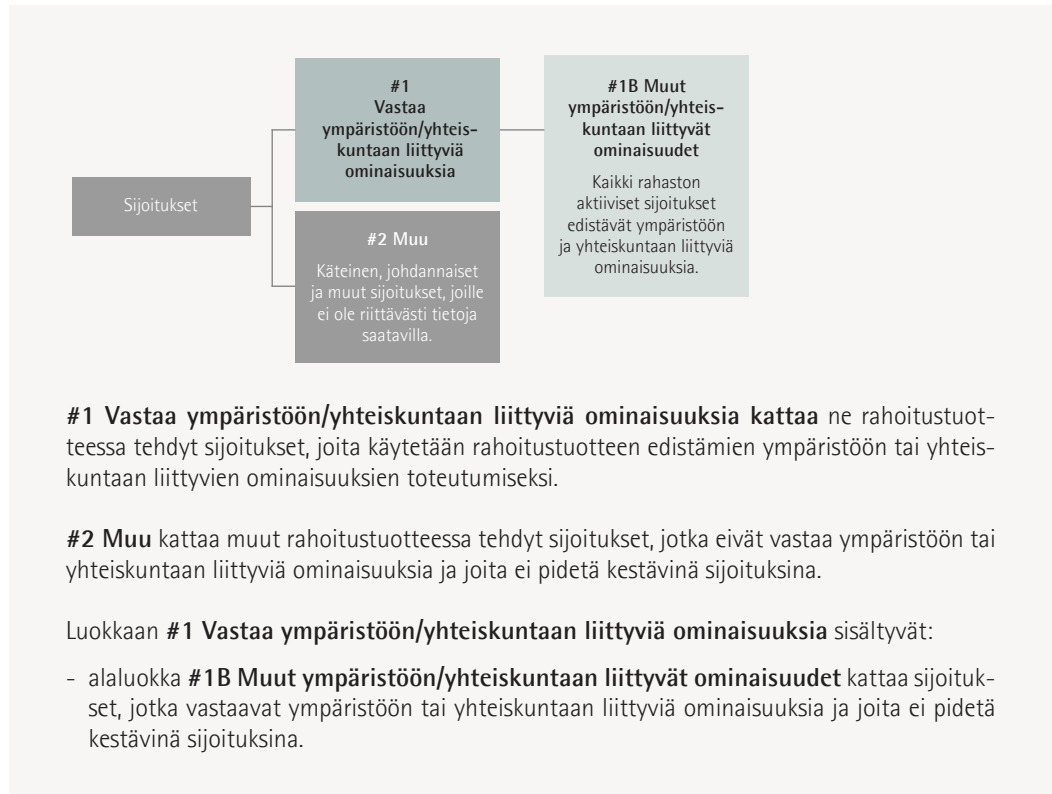 #1
Vastaa
ympäristöön/yhteis-
kuntaan liittyviä
ominaisuuksia
#1B Muut
ympäristöön/yhteis-
kuntaan liittyvät
ominaisuudet
Kaikki rahaston
aktiiviset sijoitukset
edistävät ympäristöön
ja yhteiskuntaan liittyviä
ominaisuuksia.
Sijoitukset
#2 Muu
Käteinen, johdannaiset
ja muut sijoitukset, joille
ei ole riittävästi tietoja
saatavilla.
#1 Vastaa ympäristöön/yhteiskuntaan liittyviä ominaisuuksia kattaa ne rahoitustuot-
teessa tehdyt sijoitukset, joita käytetään rahoitustuotteen edistämien ympäristöön tai yhteis-
kuntaan liittyvien ominaisuuksien toteutumiseksi.
#2 Muu kattaa muut rahoitustuotteessa tehdyt sijoitukset, jotka eivät vastaa ympäristöön tai
yhteiskuntaan liittyviä ominaisuuksia ja joita ei pidetä kestävinä sijoituksina.
Luokkaan #1 Vastaa ympäristöön/yhteiskuntaan liittyviä ominaisuuksia sisältyvät:
- alaluokka #1B Muut ympäristöön/yhteiskuntaan liittyvät ominaisuudet kattaa sijoituk-
set, jotka vastaavat ympäristöön tai yhteiskuntaan liittyviä ominaisuuksia ja joita ei pidetä
kestävinä sijoituksina.